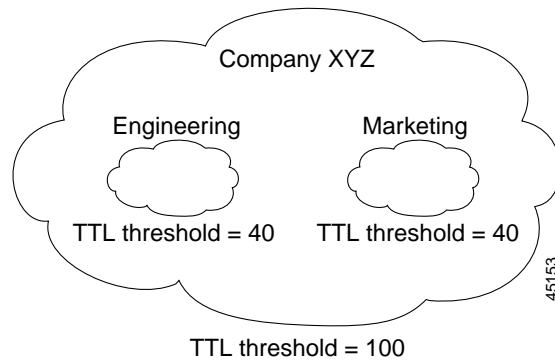 Company XYZ
Engineering
Marketing
TTL threshold = 40
TTL threshold = 40
45153
TTL threshold = 100